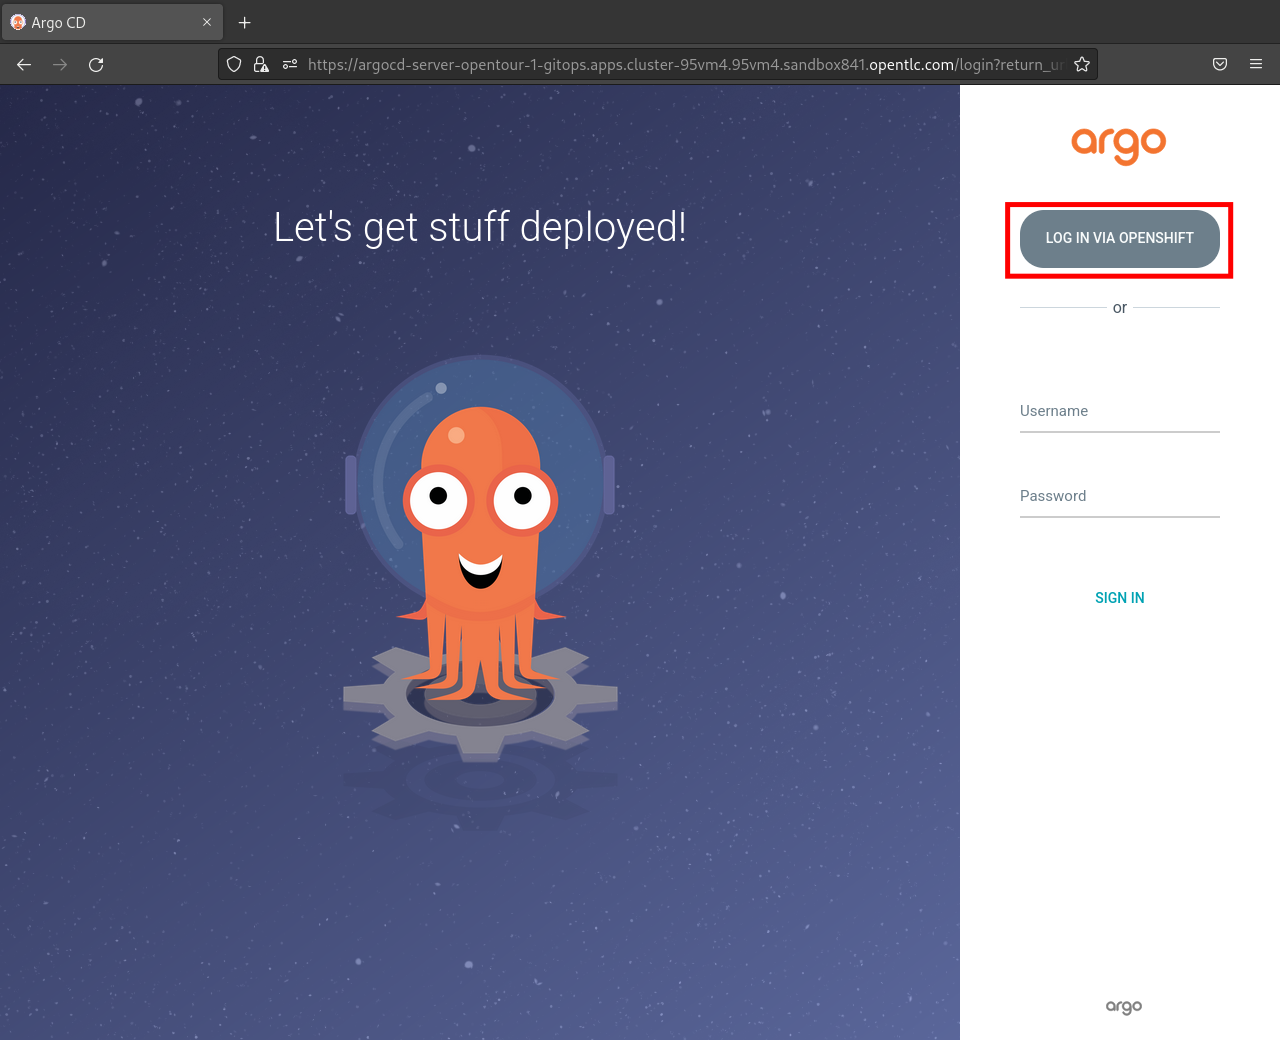 Argo CD
https://argocd-server-opentour-1-gitops.apps.cluster-95vm4.95vm4.sandbox841.opentlc.com/login?return_ur
argo
Let's get stuff deployed!
LOG IN VIA OPENSHIFT
or
Username
Password
SIGN IN
argo